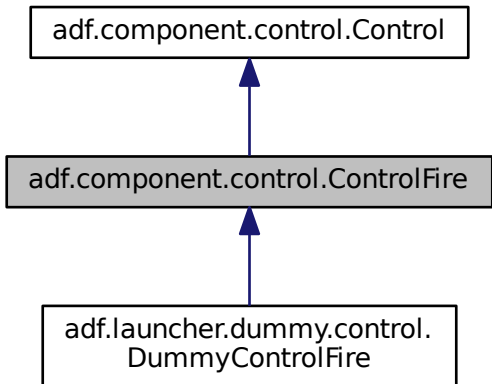 adf.component.control.Control
adf.component.control.ControlFire
adf.launcher.dummy.control.
DummyControlFire